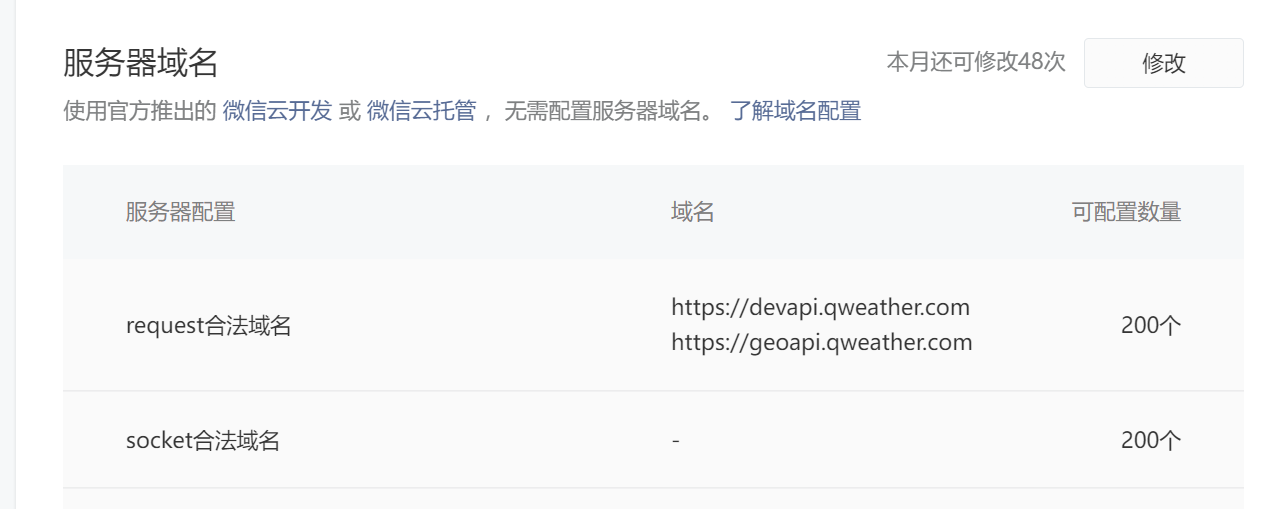 服务器域名
本月还可修改48次
修改
使用官方推出的 微信云开发 或 微信云托管 ，无需配置服务器域名。 了解域名配置
服务器配置 域名 可配置数量
request合法域名 https://devapi.qweather.com 200个
https://geoapi.qweather.com
socket合法域名 - 200个